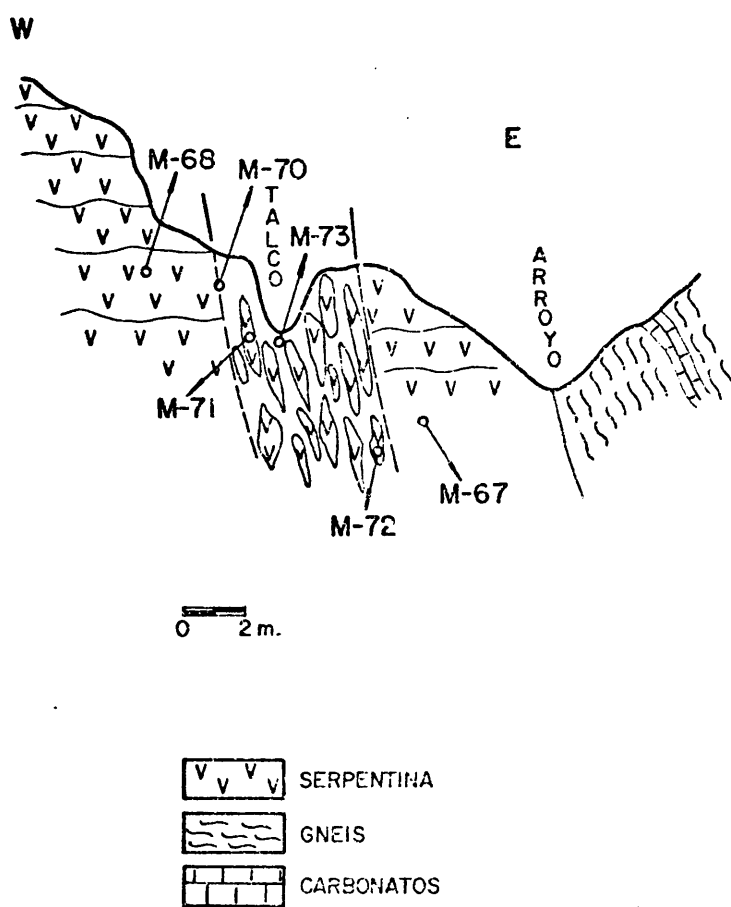 W
E
M-68
M-70
TALCO
M-73
ARROYO
M-71
M-67
M-72
0 2 m.
SERPENTINA
GNEIS
CARBONATOS